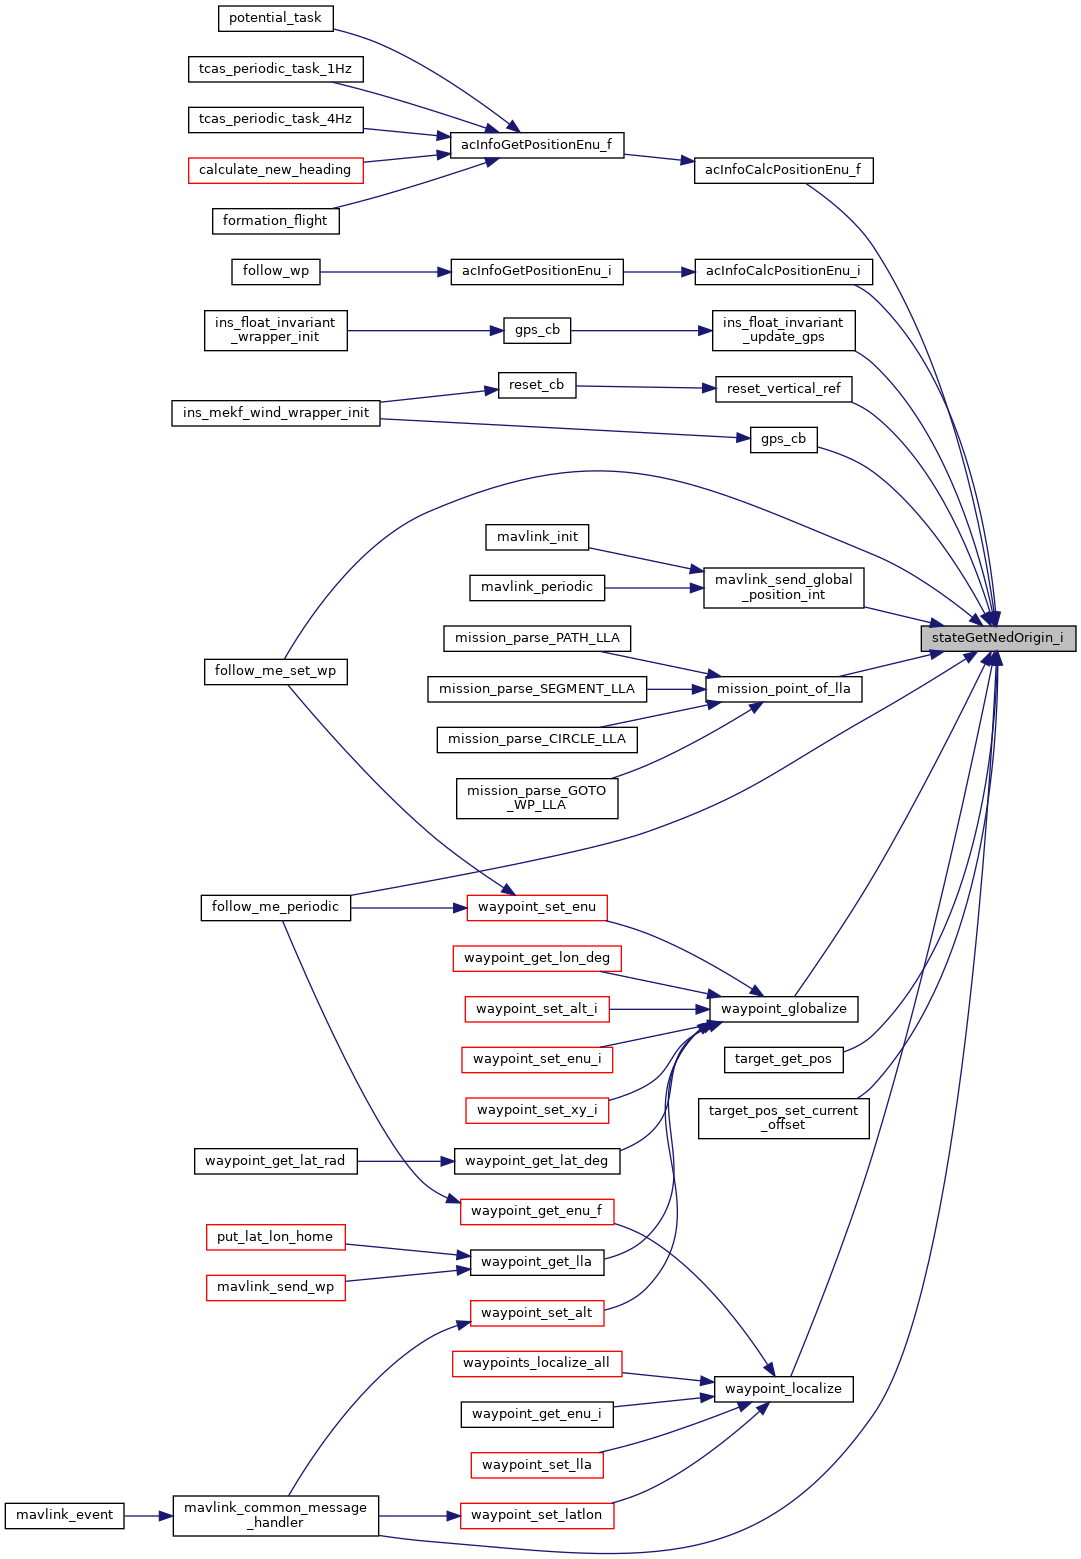 potential_task
tcas_periodic_task_1Hz
tcas_periodic_task_4Hz
acInfoGetPositionEnu_f
calculate_new_heading
acInfoCalcPositionEnu_f
formation_flight
follow_wp
acInfoGetPositionEnu_i
acInfoCalcPositionEnu_i
ins_float_invariant
_wrapper_init
gps_cb
ins_float_invariant
_update_gps
reset_cb
reset_vertical_ref
ins_mekf_wind_wrapper_init
gps_cb
mavlink_init
mavlink_periodic
mavlink_send_global
_position_int
mission_parse_PATH_LLA
stateGetNedOrigin_i
follow_me_set_wp
mission_parse_SEGMENT_LLA
mission_point_of_lla
mission_parse_CIRCLE_LLA
mission_parse_GOTO
_WP_LLA
follow_me_periodic
waypoint_set_enu
waypoint_get_lon_deg
waypoint_set_alt_i
waypoint_globalize
waypoint_set_enu_i
target_get_pos
waypoint_set_xy_i
target_pos_set_current
_offset
waypoint_get_lat_rad
waypoint_get_lat_deg
waypoint_get_enu_f
put_lat_lon_home
waypoint_get_lla
mavlink_send_wp
waypoint_set_alt
waypoints_localize_all
waypoint_localize
waypoint_get_enu_i
waypoint_set_lla
mavlink_event
mavlink_common_message
_handler
waypoint_set_latlon